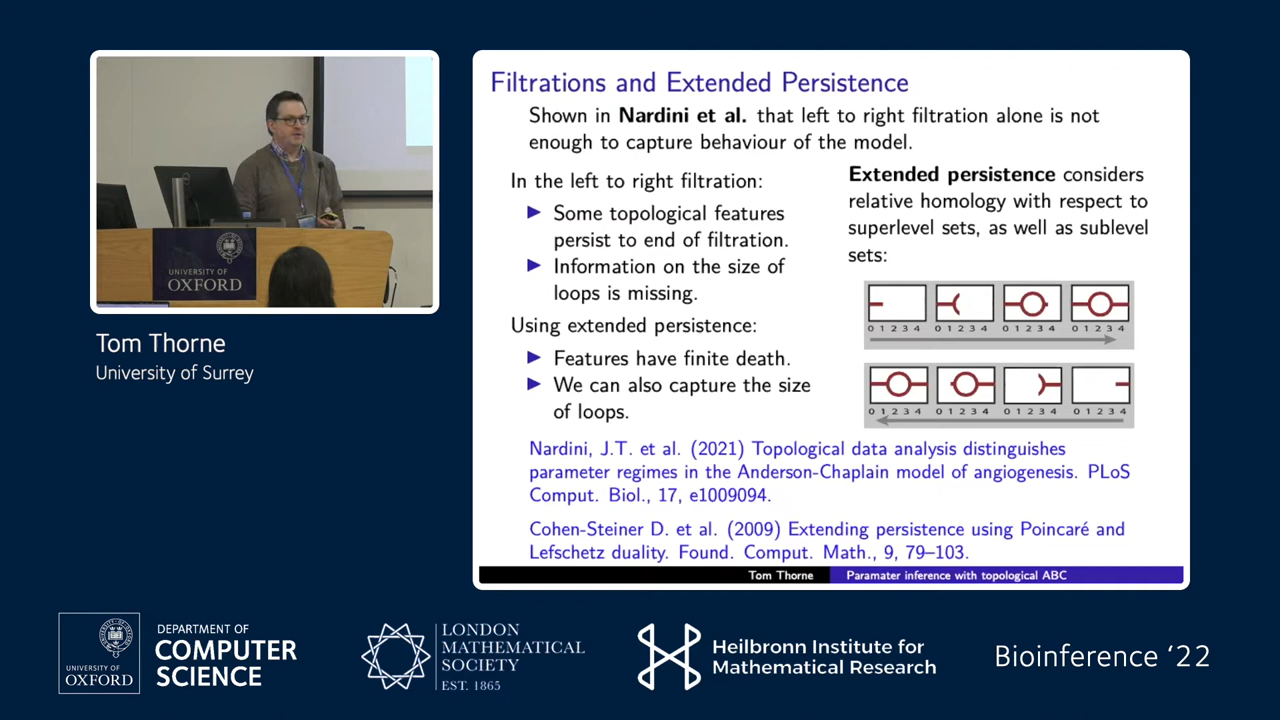 UNIVERSITY OF
OXFORD
Tom Thorne
University of Surrey
Filtrations and Extended Persistence
Shown in Nardini et al. that left to right filtration alone is not
enough to capture behaviour of the model.
In the left to right filtration:
Some topological features
persist to end of filtration.
Information on the size of
loops is missing.
Using extended persistence:
Features have finite death.
We can also capture the size
of loops.
Extended persistence considers
relative homology with respect to
superlevel sets, as well as sublevel
sets:
0 1 2 3 4 0 1 2 3 4 0 1 2 3 4 0 1 2 3 4
0 1 2 3 4 0 1 2 3 4 0 1 2 3 4 0 1 2 3 4
Nardini, J.T. et al. (2021) Topological data analysis distinguishes
parameter regimes in the Anderson-Chaplain model of angiogenesis. PLoS
Comput. Biol., 17, e1009094.
Cohen-Steiner D. et al. (2009) Extending persistence using Poincaré and
Lefschetz duality. Found. Comput. Math., 9, 79–103.
Tom Thorne Paramater inference with topological ABC
UNIVERSITY OF
OXFORD
DEPARTMENT OF
COMPUTER
SCIENCE
LONDON
MATHEMATICAL
SOCIETY
EST. 1865
Heilbronn Institute for
Mathematical Research
Bioinference ‘22